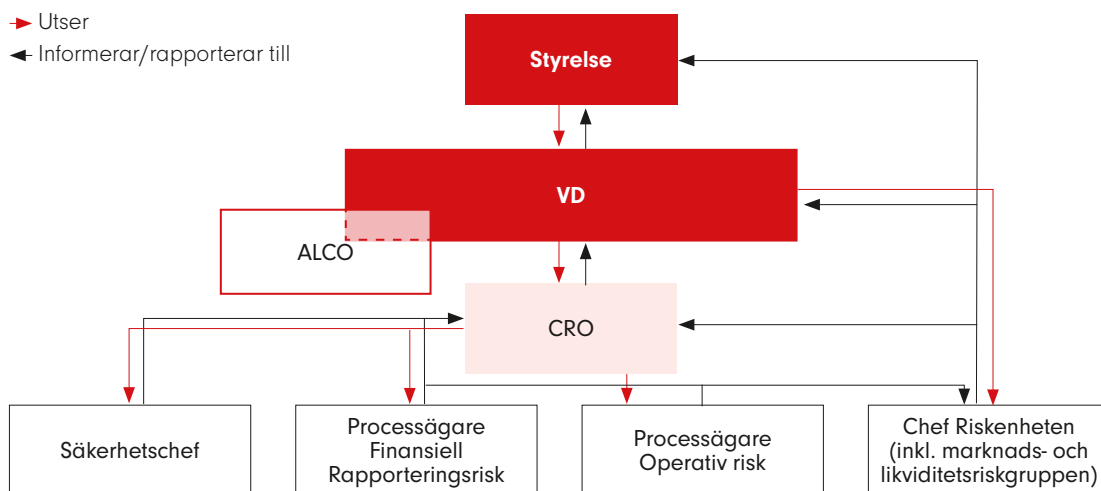 Utser
Informerar/rapporterar till
Styrelse
VD
ALCO
CRO
Säkerhetschef
Processägare
Finansiell
Rapporteringsrisk
Processägare
Operativ risk
Chef Riskenheten
(inkl. marknads- och
likviditetsriskgruppen)